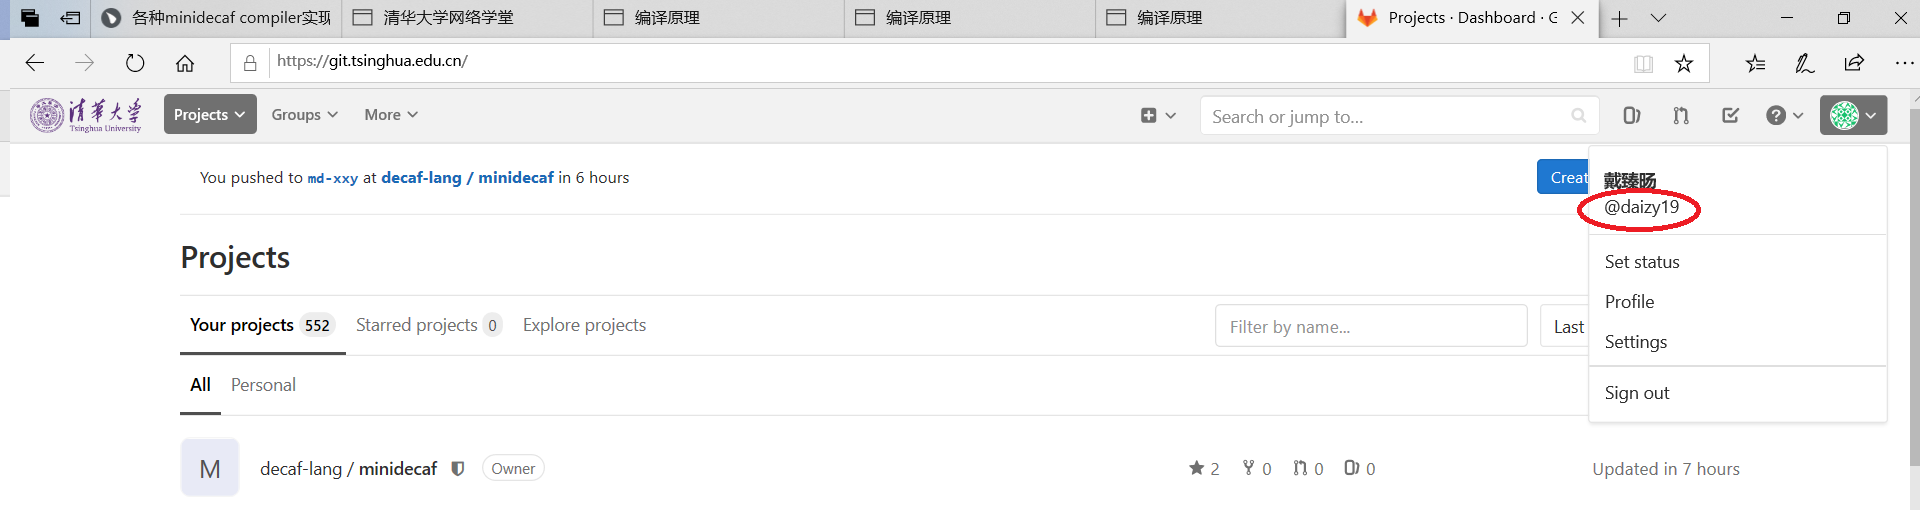 各种minidecaf compiler实现
清华大学网络学堂
编译原理
编译原理
编译原理
Projects · Dashboard · G
https://git.tsinghua.edu.cn/
清华大学
Tsinghua University
Projects
Groups
More
Search or jump to...
You pushed to md-xxy at decaf-lang / minidecaf in 6 hours
Creat
戴臻旸
@daizy19
Set status
Profile
Settings
Sign out
Projects
Your projects 552
Starred projects 0
Explore projects
Filter by name...
Last
All
Personal
M
decaf-lang / minidecaf
Owner
2
0
0
0
Updated in 7 hours